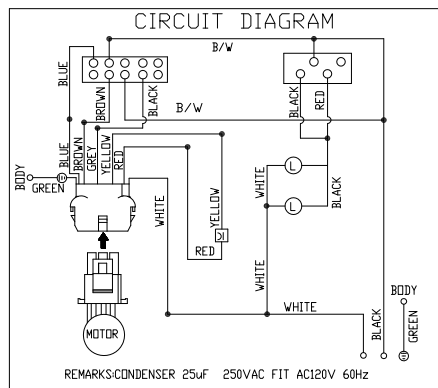 CIRCUIT DIAGRAM
B/W
BLUE
BROWN
BLACK
B/W
BLACK
RED
BLUE
BROWN
GREY
YELLOW
RED
BODY
GREEN
WHITE
YELLOW
RED
WHITE
L
L
BLACK
WHITE
WHITE
BLACK
BODY
GREEN
MOTOR
REMARKS:CONDENSER 25uF 250VAC FIT AC120V 60Hz